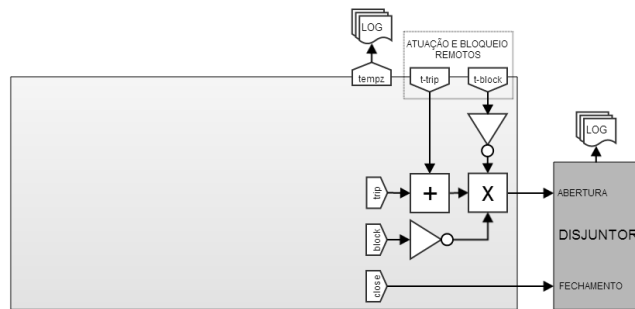 LOG
ATUAÇÃO E BLOQUEIO
REMOTOS
tempz
t-trip
t-block
LOG
trip
+
X
ABERTURA
block
DISJUNTOR
close
FECHAMENTO